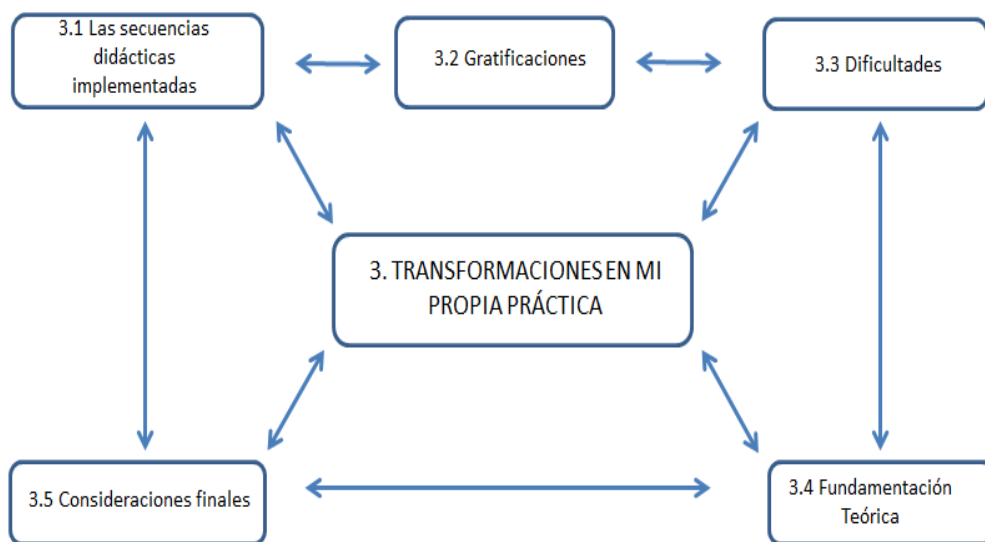 3.1 Las secuencias
didácticas
implementadas
3.2 Gratificaciones
3.3 Dificultades
3. TRANSFORMACIONES EN MI
PROPIA PRÁCTICA
3.5 Consideraciones finales
3.4 Fundamentación
Teórica